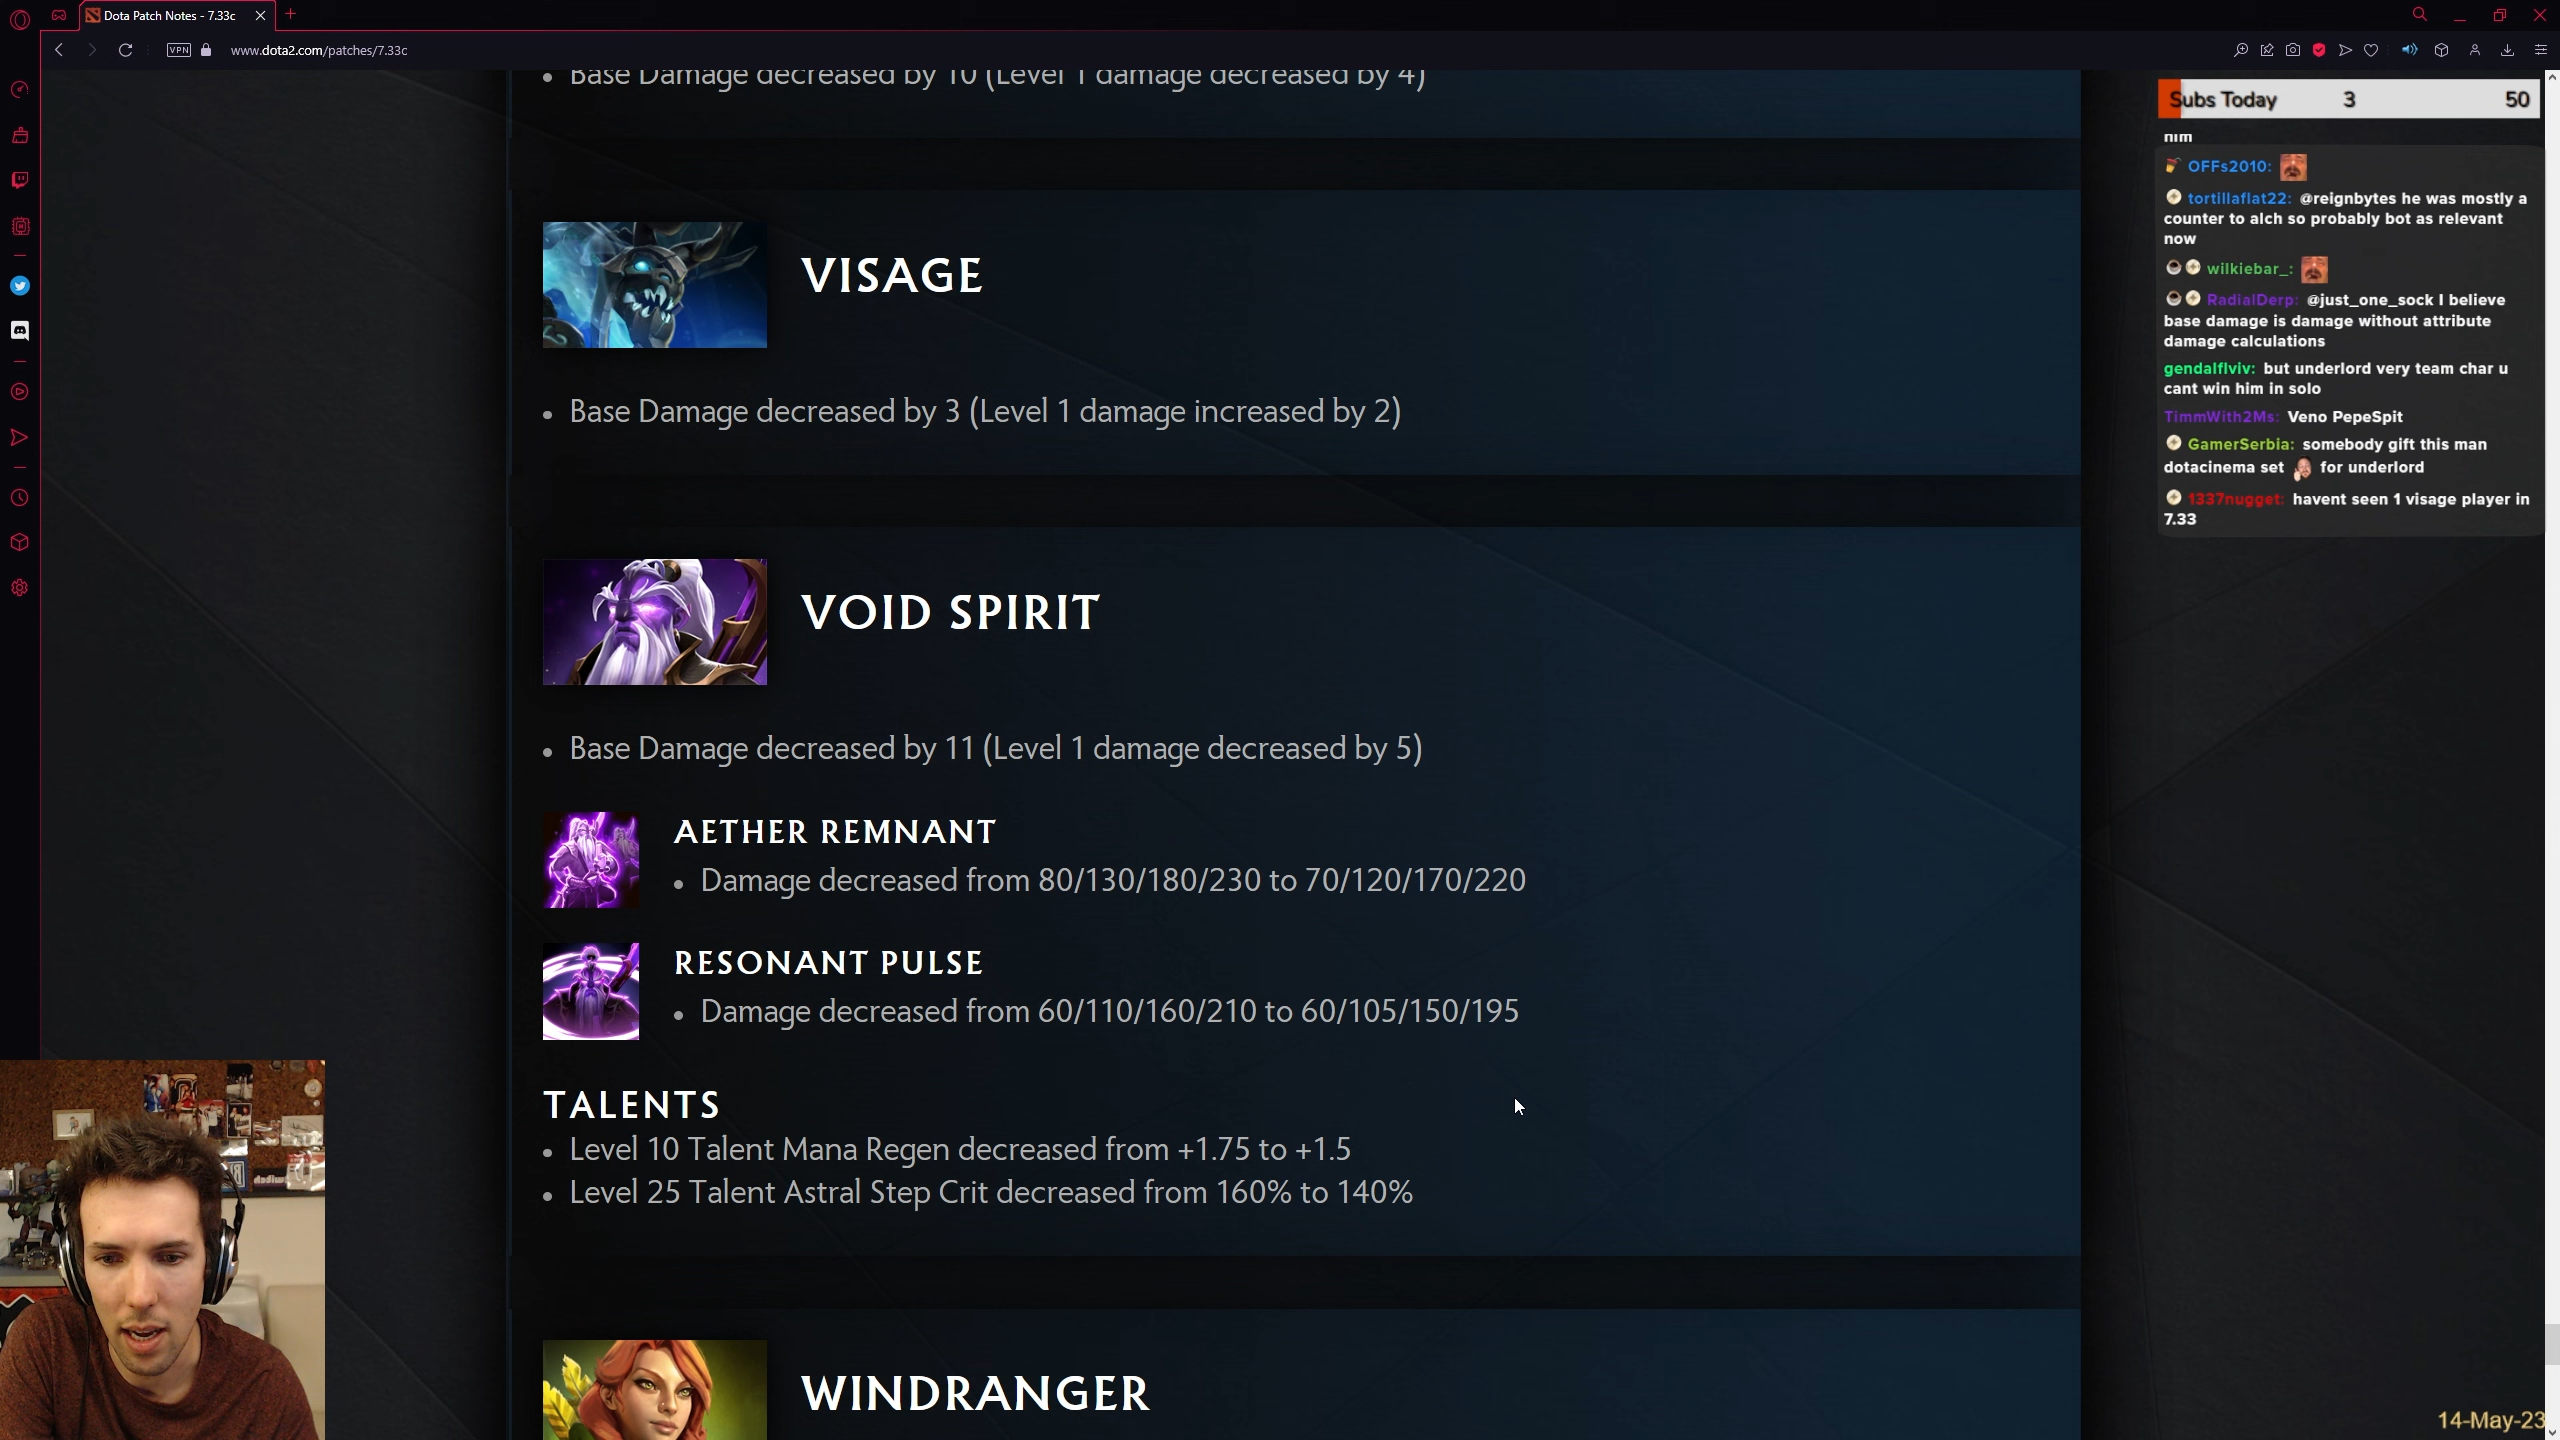 Dota Patch Notes - 7.33c
VPN
www.dota2.com/patches/7.33c
Base Damage decreased by 10 (Level 1 damage decreased by 4)
VISAGE
• Base Damage decreased by 3 (Level 1 damage increased by 2)
VOID SPIRIT
• Base Damage decreased by 11 (Level 1 damage decreased by 5)
AETHER REMNANT
• Damage decreased from 80/130/180/230 to 70/120/170/220
RESONANT PULSE
• Damage decreased from 60/110/160/210 to 60/105/150/195
TALENTS
• Level 10 Talent Mana Regen decreased from +1.75 to +1.5
• Level 25 Talent Astral Step Crit decreased from 160% to 140%
WINDRANGER
Subs Today 3 50
him
OFFs2010:
tortillaflat22: @reignbytes he was mostly a
counter to alch so probably bot as relevant
now
wilkiebar_:
RadialDerp: @just_one_sock I believe
base damage is damage without attribute
damage calculations
gendalflviv: but underlord very team char u
cant win him in solo
TimmWith2Ms: Veno PepeSpit
GamerSerbia: somebody gift this man
dotacinema set for underlord
1337nugget: havent seen 1 visage player in
7.33
14-May-23